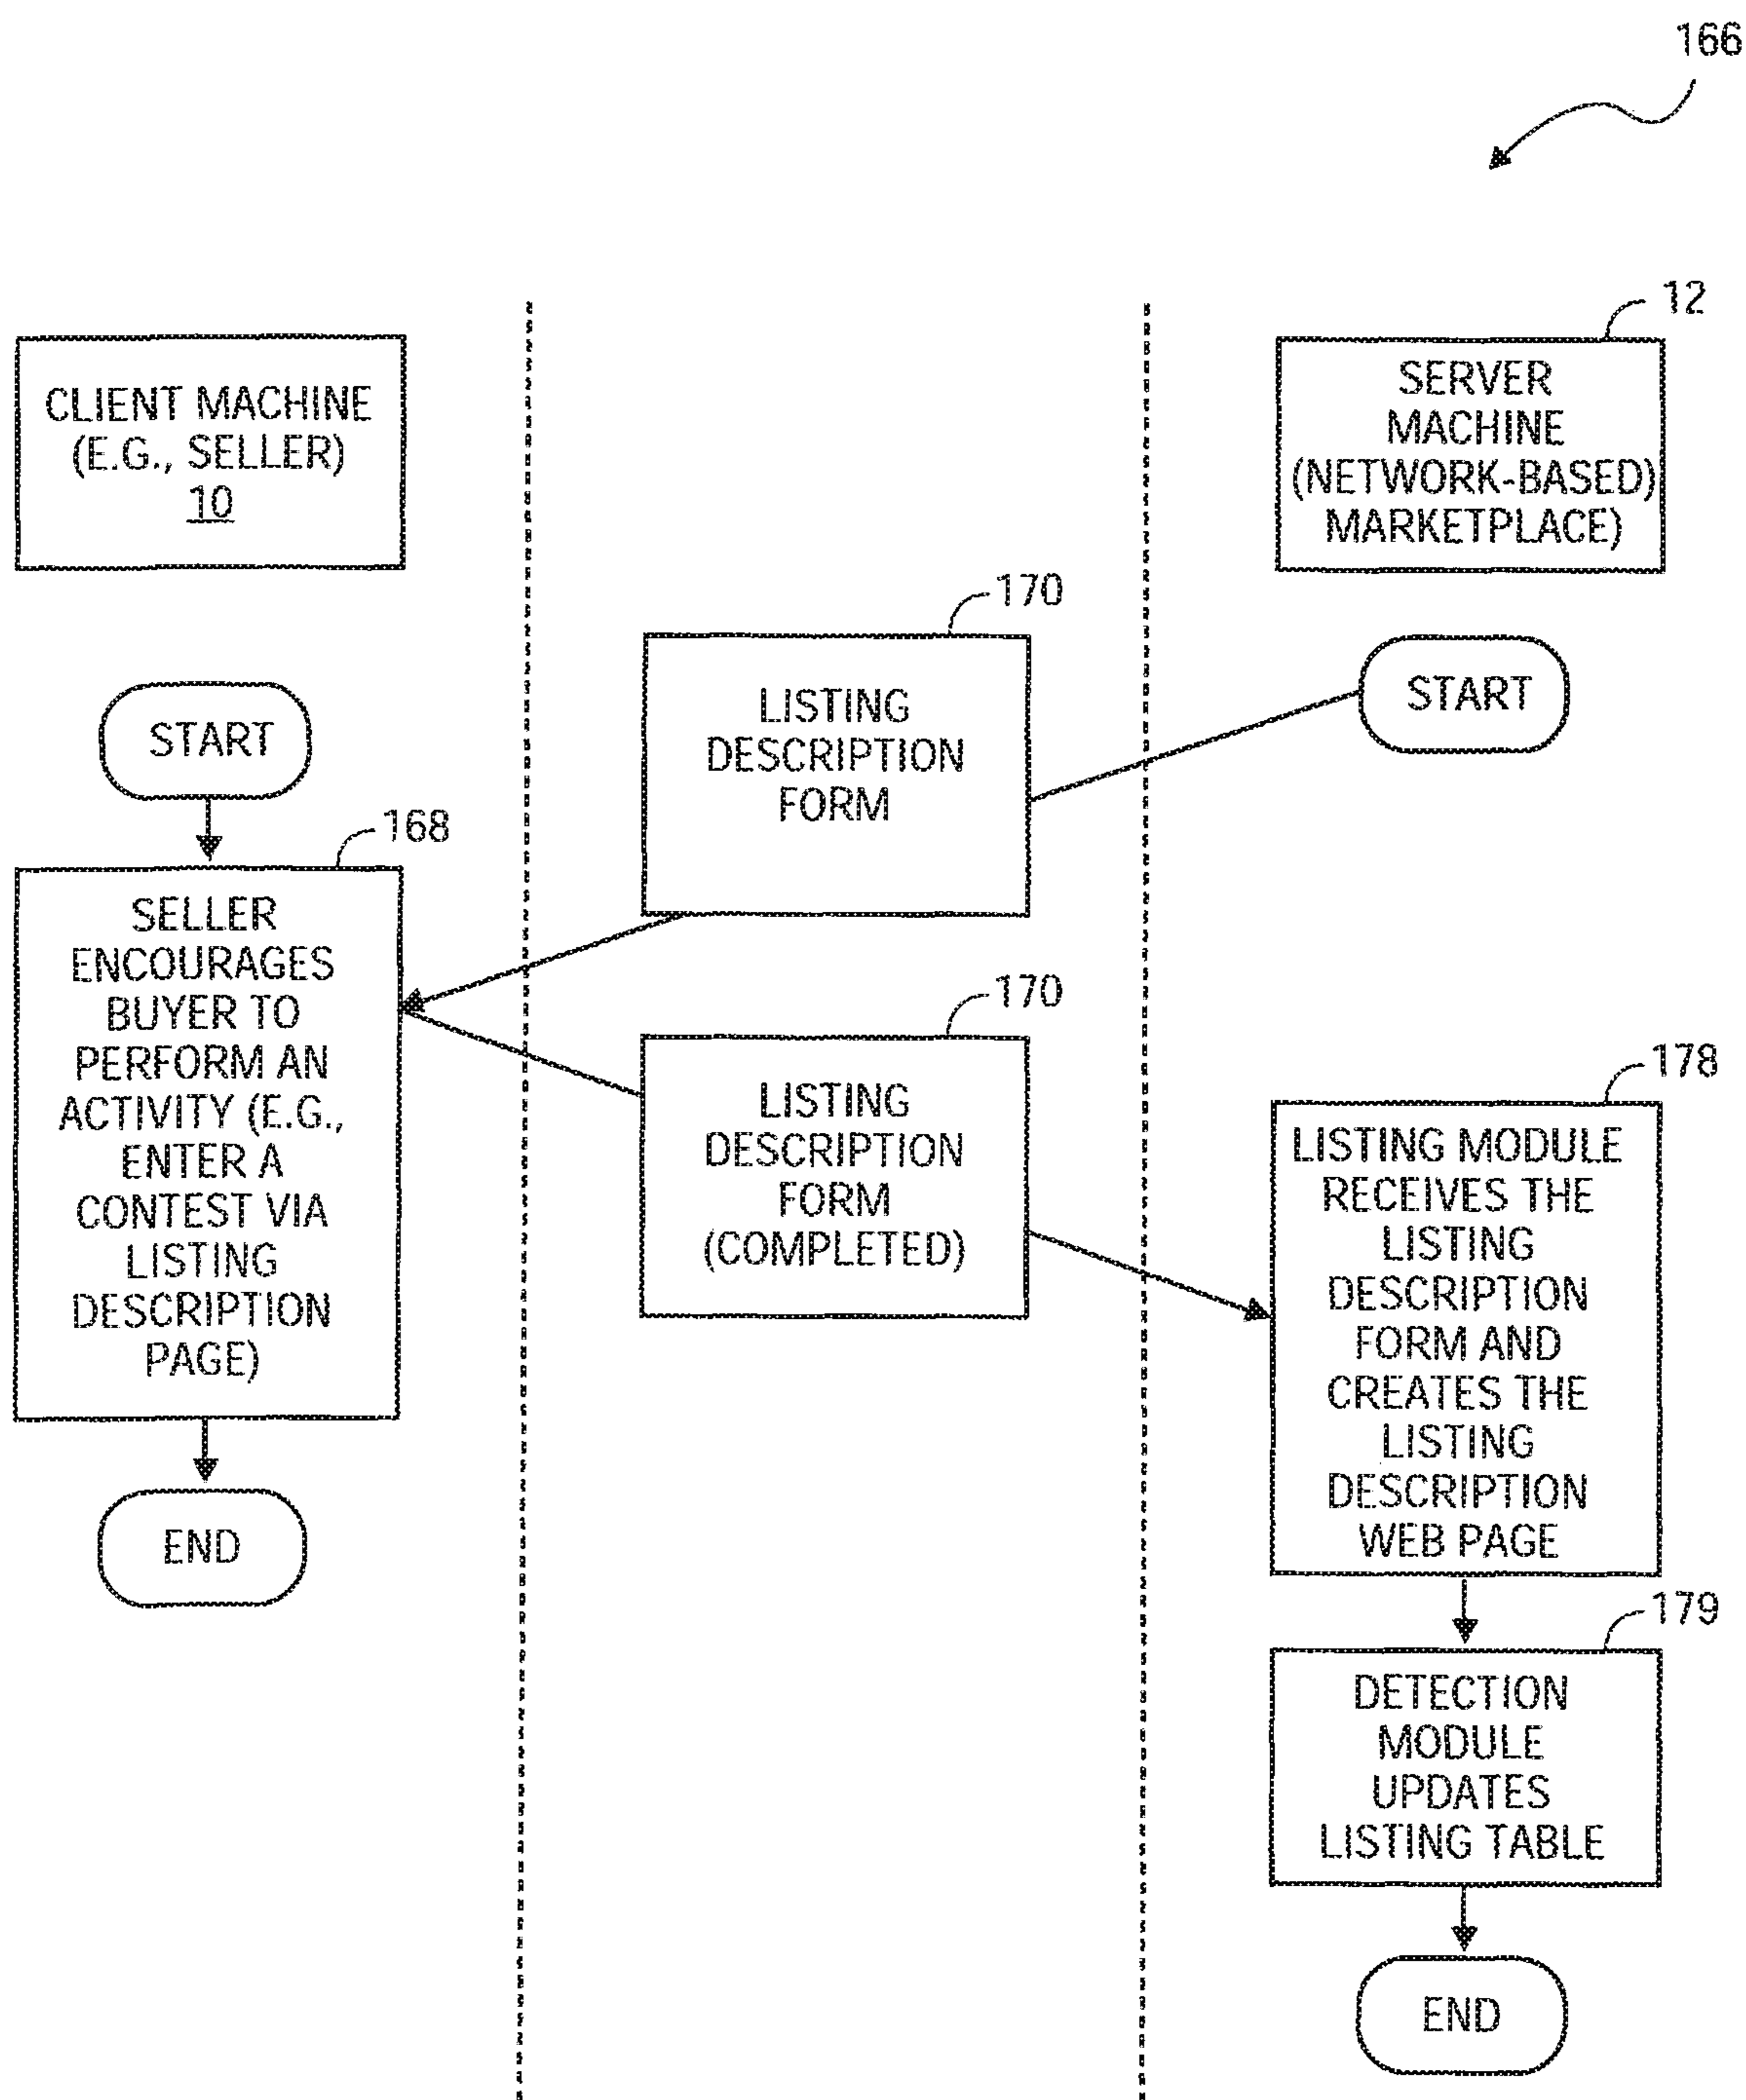 166
CLIENT MACHINE
(E.G., SELLER)
10
12
SERVER
MACHINE
(NETWORK-BASED)
MARKETPLACE)
START
168
SELLER
ENCOURAGES
BUYER TO
PERFORM AN
ACTIVITY (E.G.,
ENTER A
CONTEST VIA
LISTING
DESCRIPTION
PAGE)
END
170
LISTING
DESCRIPTION
FORM
170
LISTING
DESCRIPTION
FORM
(COMPLETED)
START
178
LISTING MODULE
RECEIVES THE
LISTING
DESCRIPTION
FORM AND
CREATES THE
LISTING
DESCRIPTION
WEB PAGE
179
DETECTION
MODULE
UPDATES
LISTING TABLE
END